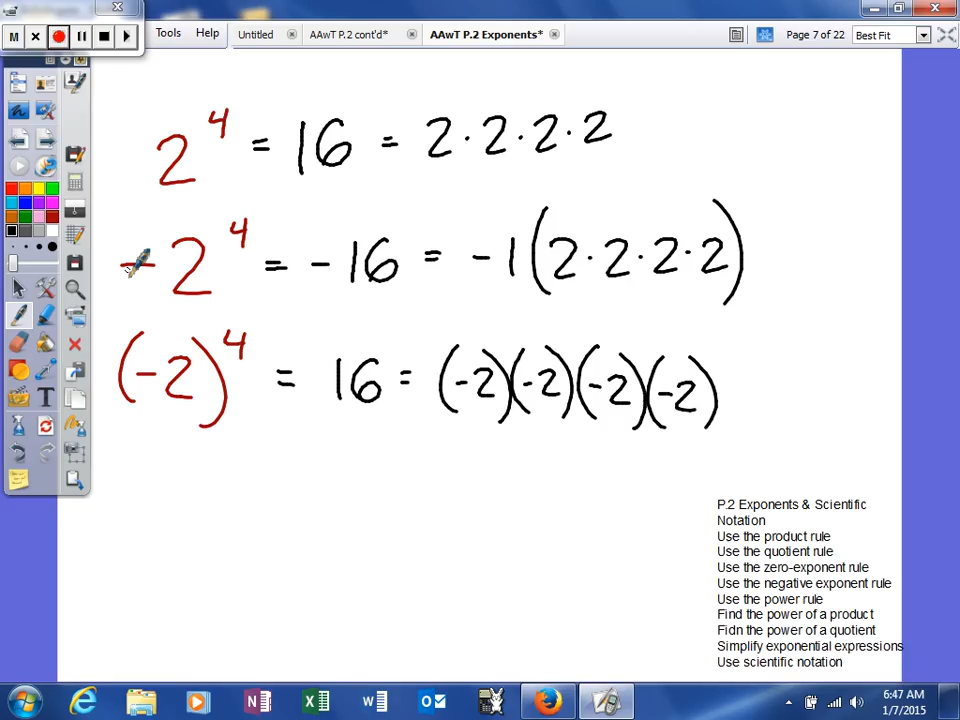 M
Tools Help Untitled AAwT P.2 cont'd* AAwT P.2 Exponents* Page 7 of 22 Best Fit
2⁴ = 16 = 2·2·2·2
-2⁴ = -16 = -1(2·2·2·2)
(-2)⁴ = 16 = (-2)(-2)(-2)(-2)
P.2 Exponents & Scientific
Notation
Use the product rule
Use the quotient rule
Use the zero-exponent rule
Use the negative exponent rule
Use the power rule
Find the power of a product
Fidn the power of a quotient
Simplify exponential expressions
Use scientific notation
6:47 AM
1/7/2015